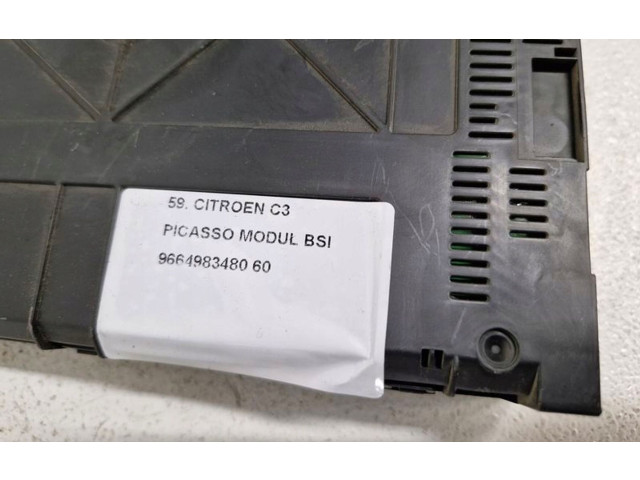 59. CITROEN C3
PICASSO MODUL BSI
9664983480 60